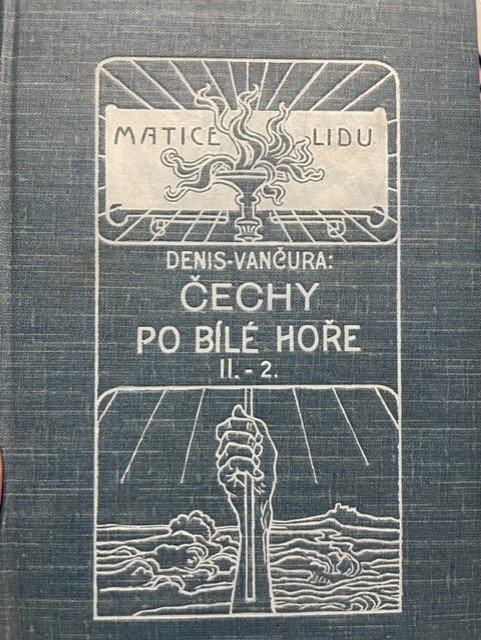 MATICE LIDU
DENIS-VANČURA:
ČECHY
PO BÍLÉ HOŘE
II.-2.